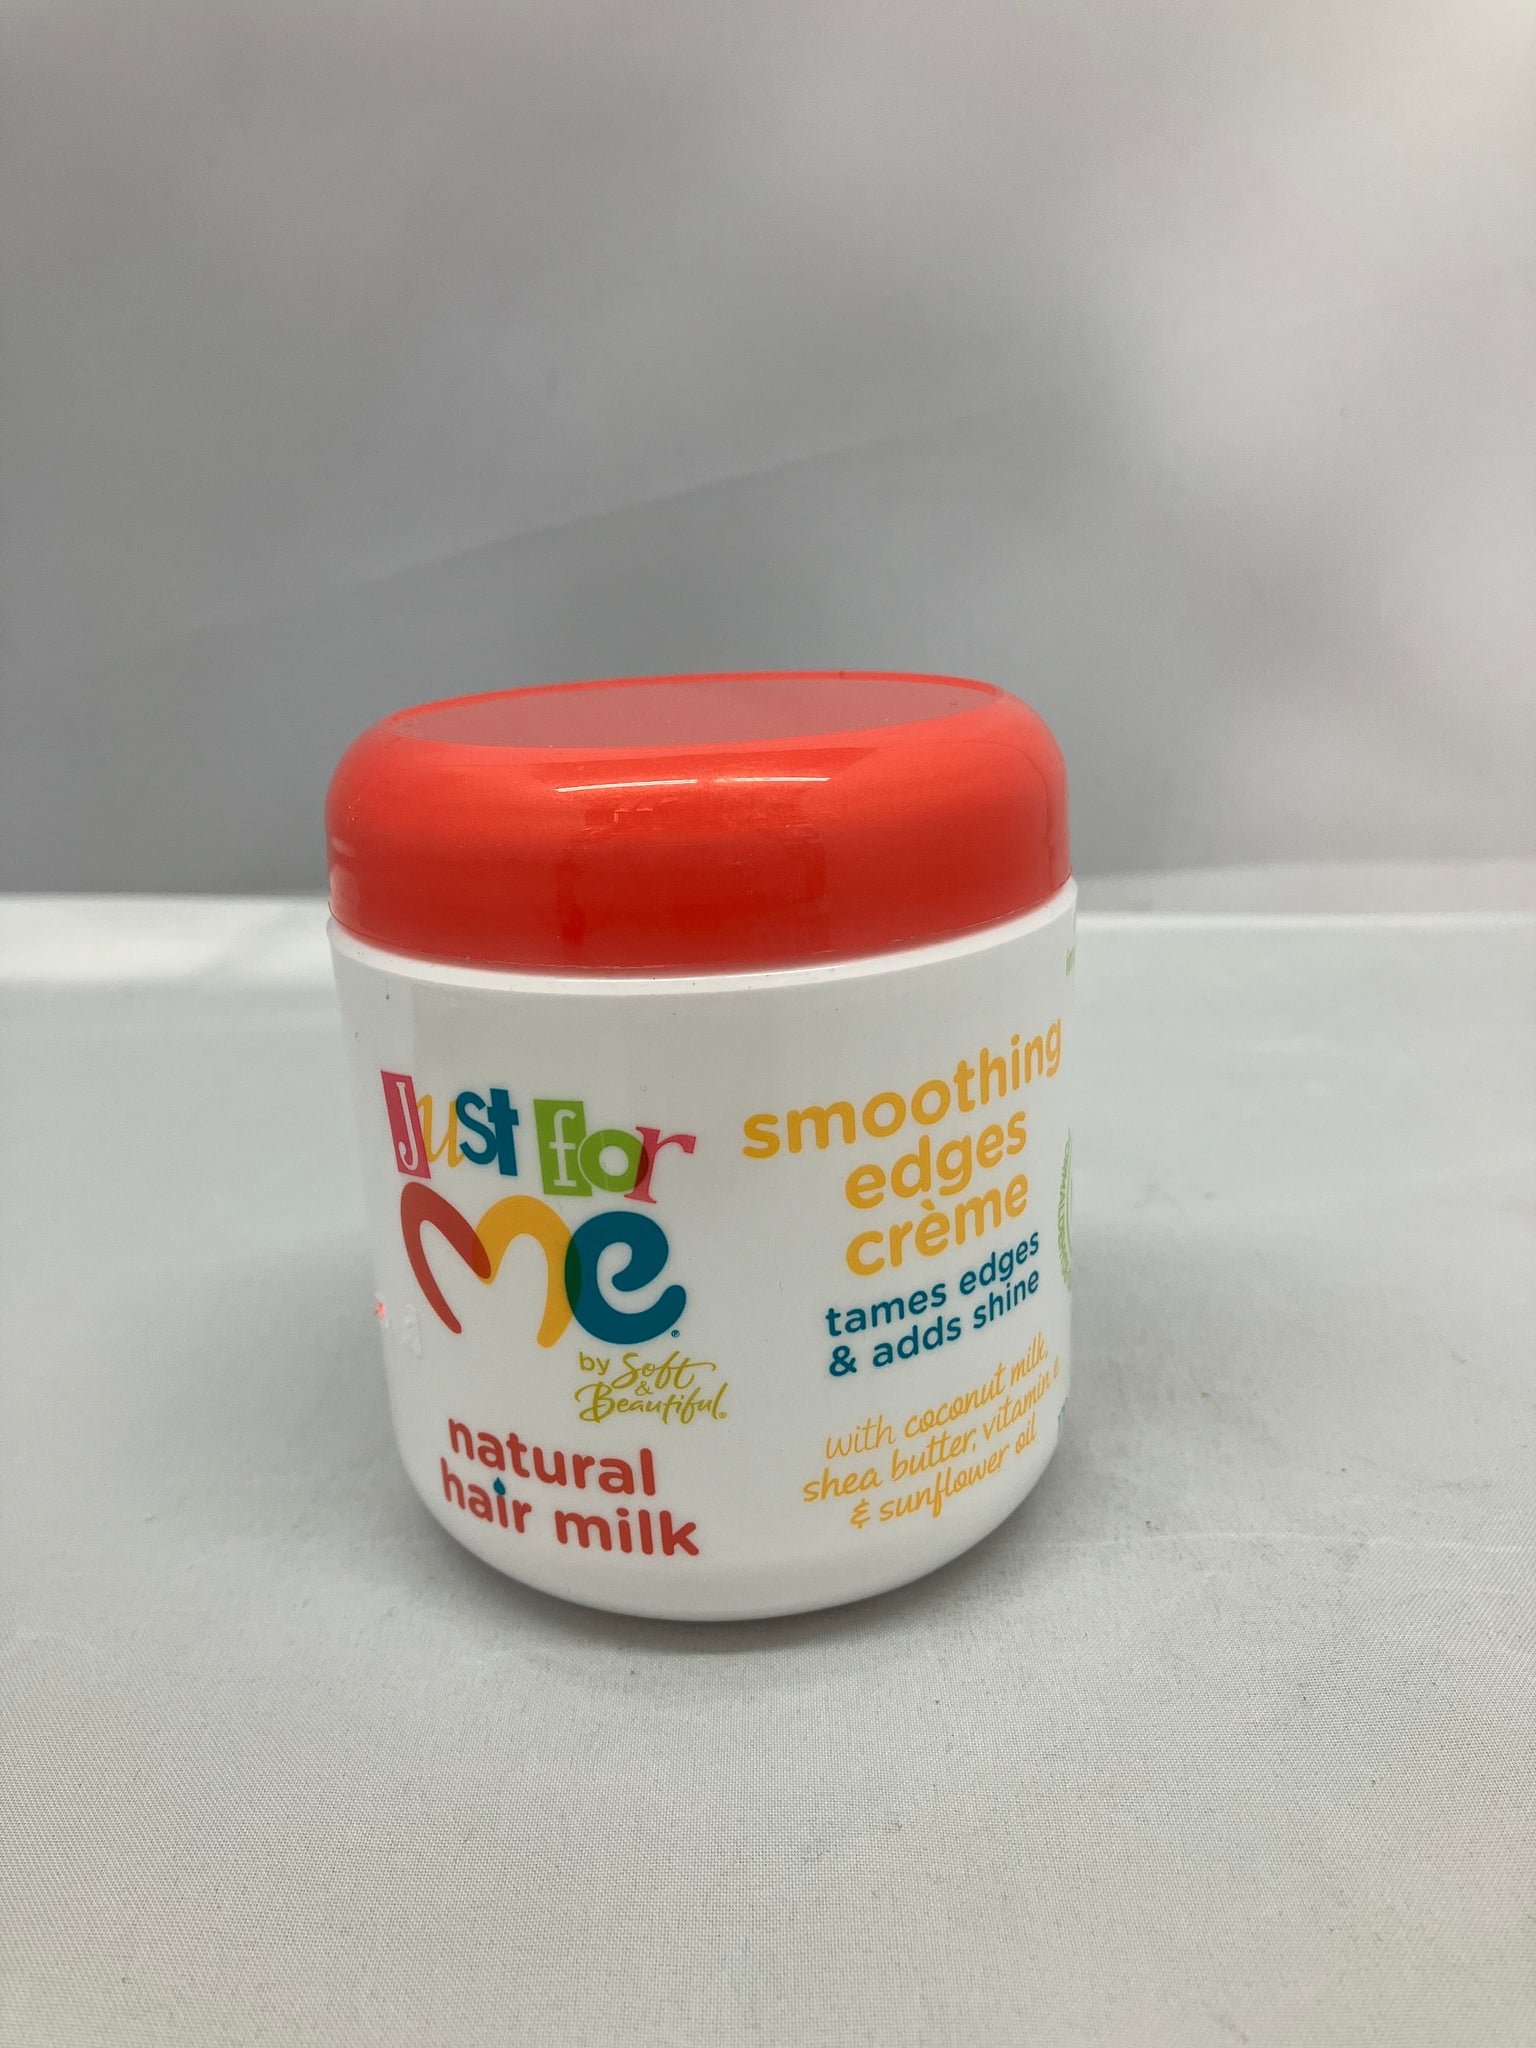 Just for
me®
by Soft
&
Beautiful®
natural
hair milk
smoothing
edges
crème
tames edges
& adds shine
with coconut milk,
shea butter, vitamin e
& sunflower oil